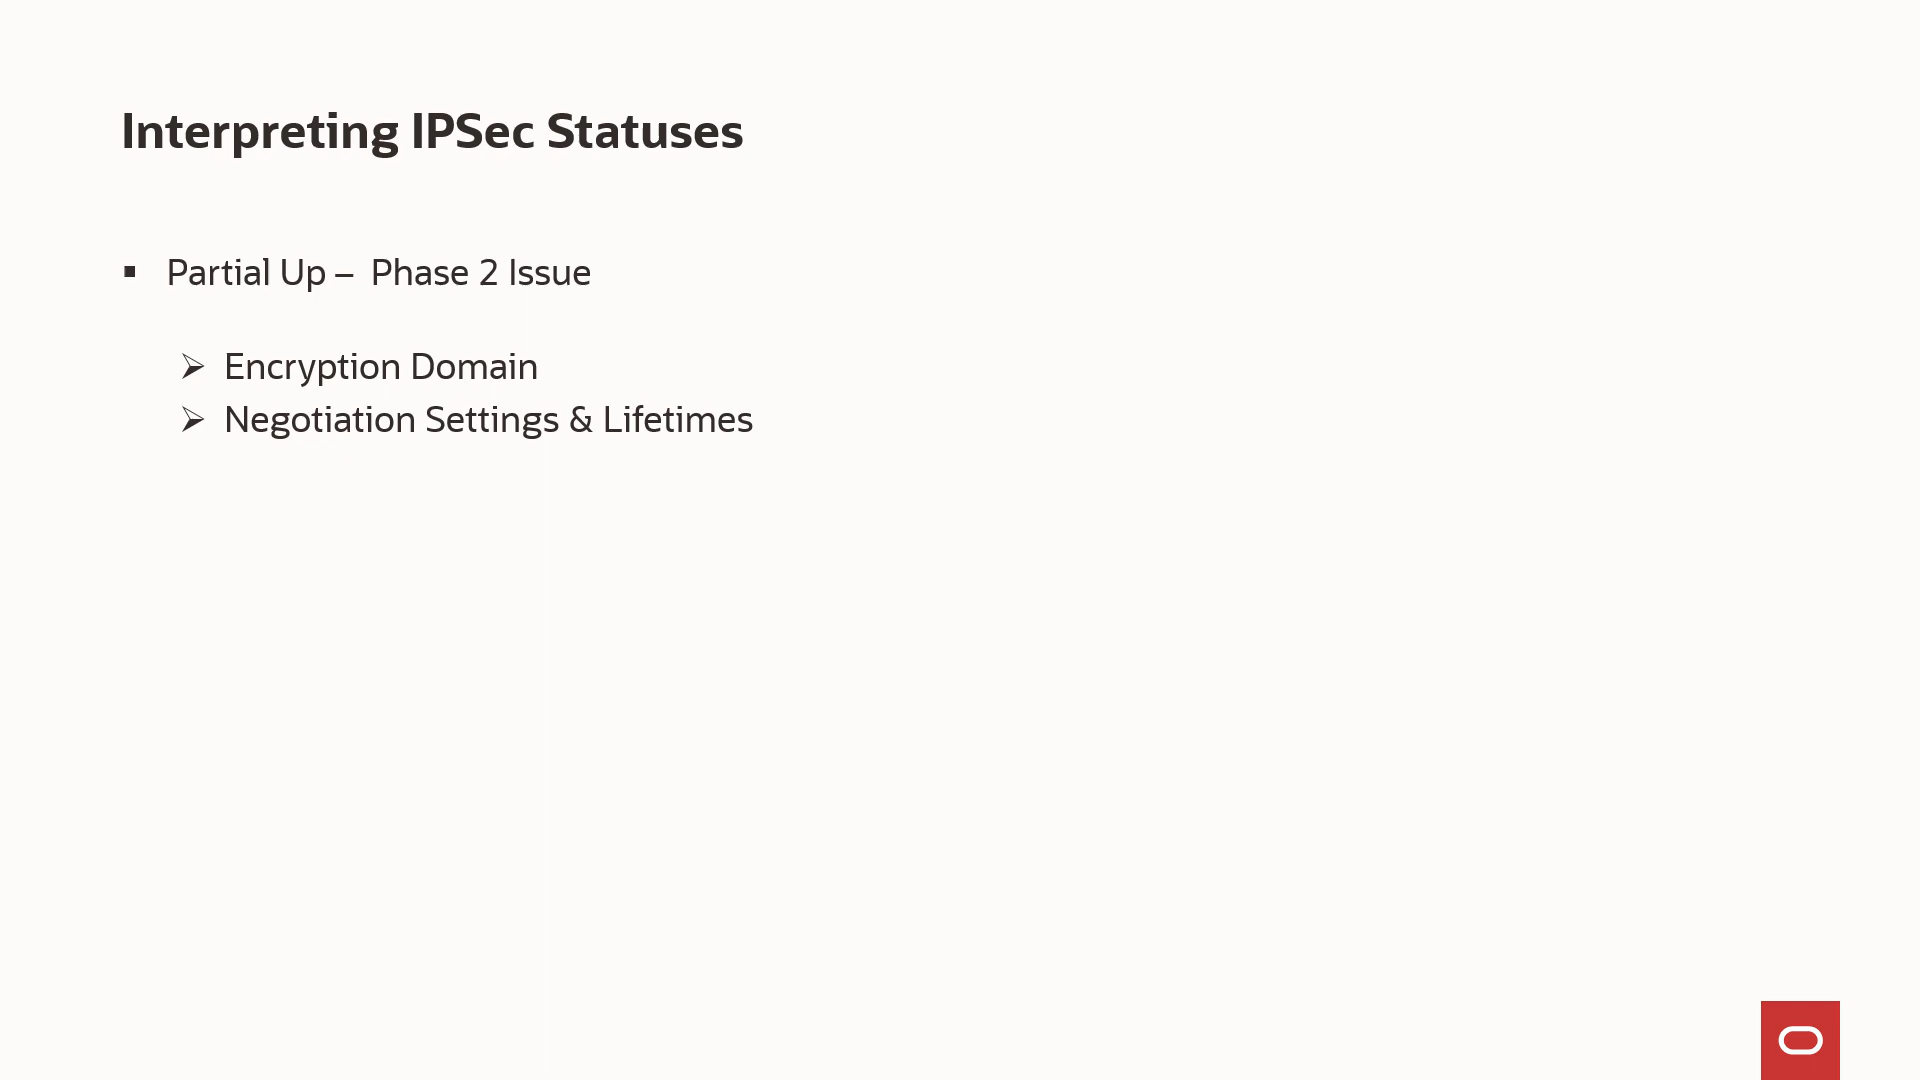 Interpreting IPSec Statuses
▪ Partial Up – Phase 2 Issue
➢ Encryption Domain
➢ Negotiation Settings & Lifetimes